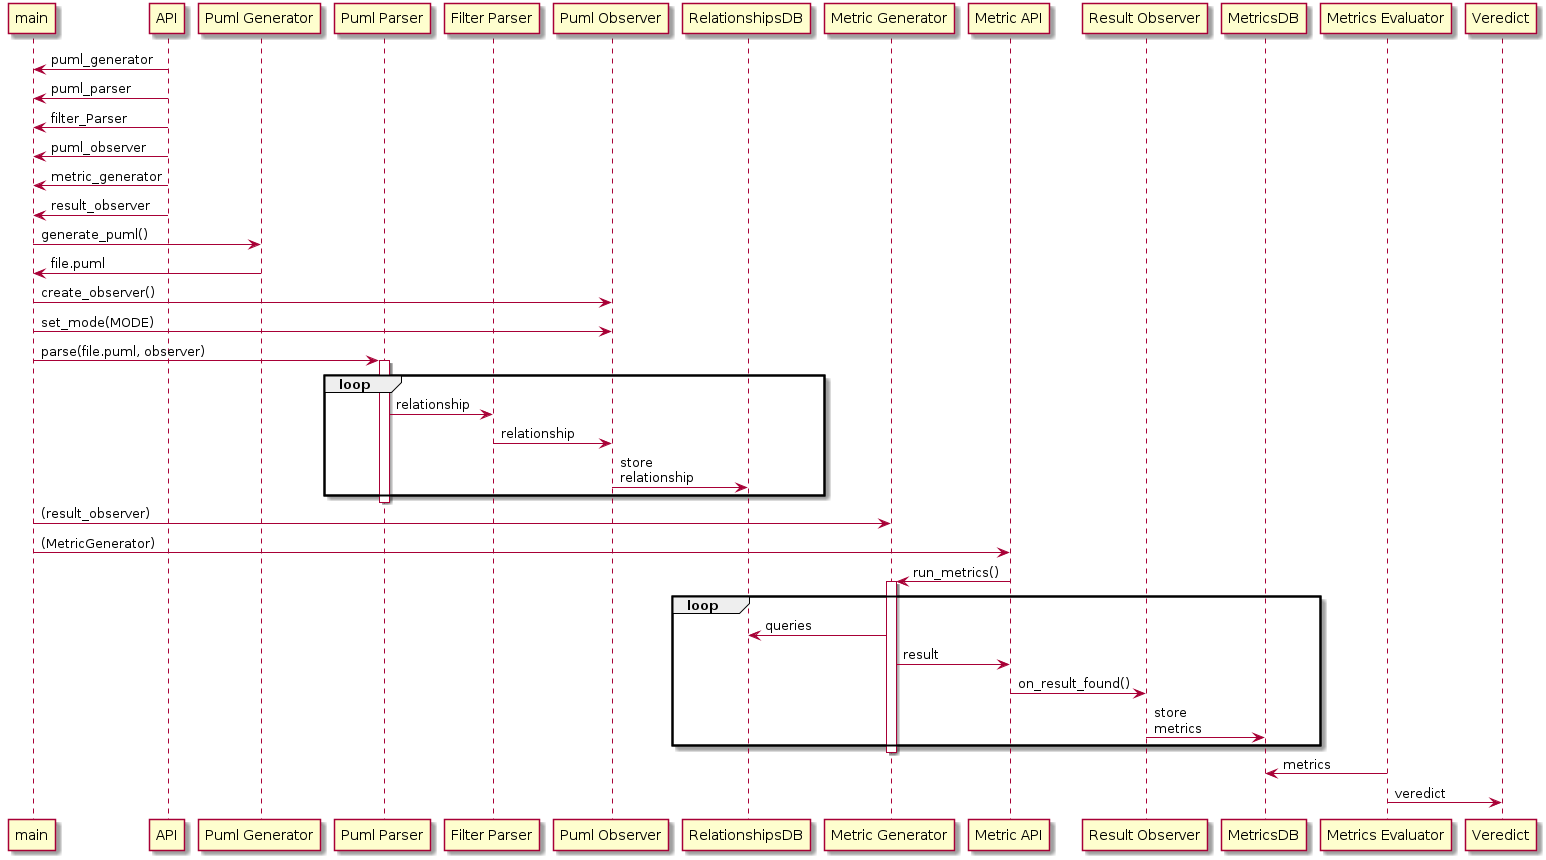 main API Puml Generator Puml Parser Filter Parser Puml Observer RelationshipsDB Metric Generator Metric API Result Observer MetricsDB Metrics Evaluator Veredict
puml_generator
puml_parser
filter_Parser
puml_observer
metric_generator
result_observer
generate_puml()
file.puml
create_observer()
set_mode(MODE)
parse(file.puml, observer)
loop
relationship
relationship
store
relationship
(result_observer)
(MetricGenerator)
run_metrics()
loop
queries
result
on_result_found()
store
metrics
metrics
veredict
main API Puml Generator Puml Parser Filter Parser Puml Observer RelationshipsDB Metric Generator Metric API Result Observer MetricsDB Metrics Evaluator Veredict